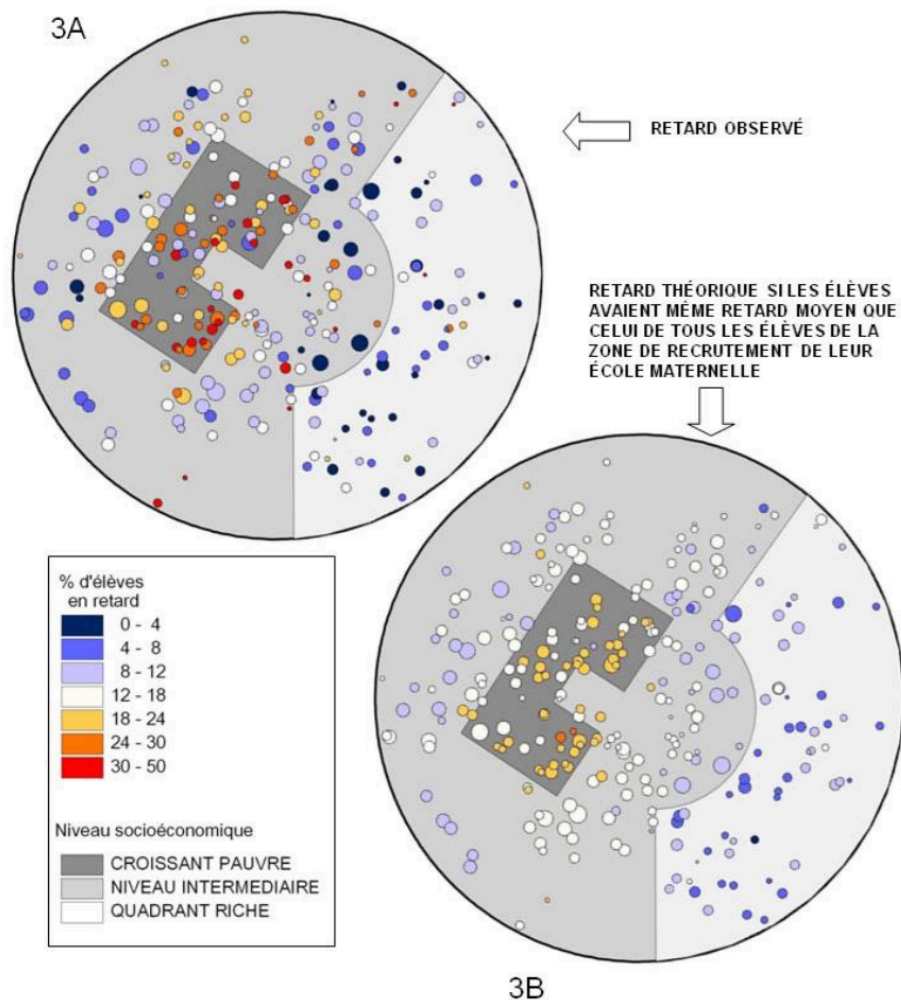 3A
RETARD OBSERVÉ
RETARD THÉORIQUE SI LES ÉLÈVES
AVAIENT MÊME RETARD MOYEN QUE
CELUI DE TOUS LES ÉLÈVES DE LA
ZONE DE RECRUTEMENT DE LEUR
ÉCOLE MATERNELLE
% d'élèves
en retard
0 - 4
4 - 8
8 - 12
12 - 18
18 - 24
24 - 30
30 - 50
Niveau socioéconomique
CROISSANT PAUVRE
NIVEAU INTERMEDIAIRE
QUADRANT RICHE
3B